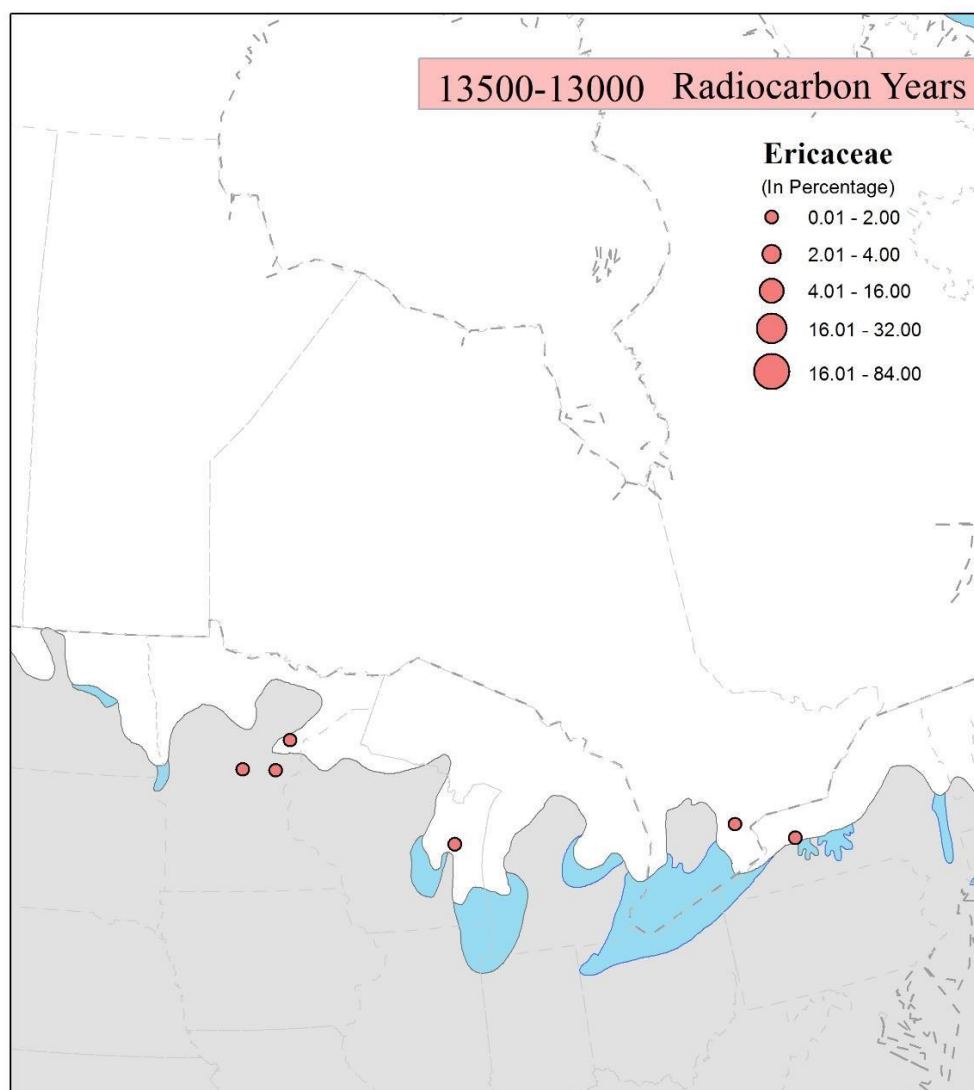 13500-13000 Radiocarbon Years
Ericaceae
(In Percentage)
0.01 - 2.00
2.01 - 4.00
4.01 - 16.00
16.01 - 32.00
16.01 - 84.00